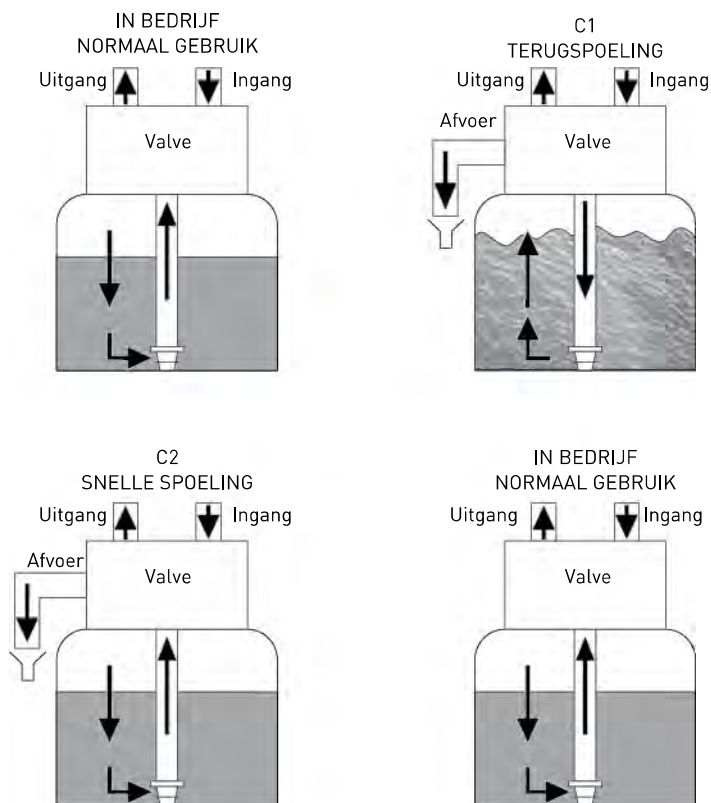 IN BEDRIJF
NORMAAL GEBRUIK
Uitgang
Ingang
Valve
C1
TERUGSPOELING
Uitgang
Ingang
Afvoer
Valve
C2
SNELLE SPOELING
Uitgang
Ingang
Afvoer
Valve
IN BEDRIJF
NORMAAL GEBRUIK
Uitgang
Ingang
Valve